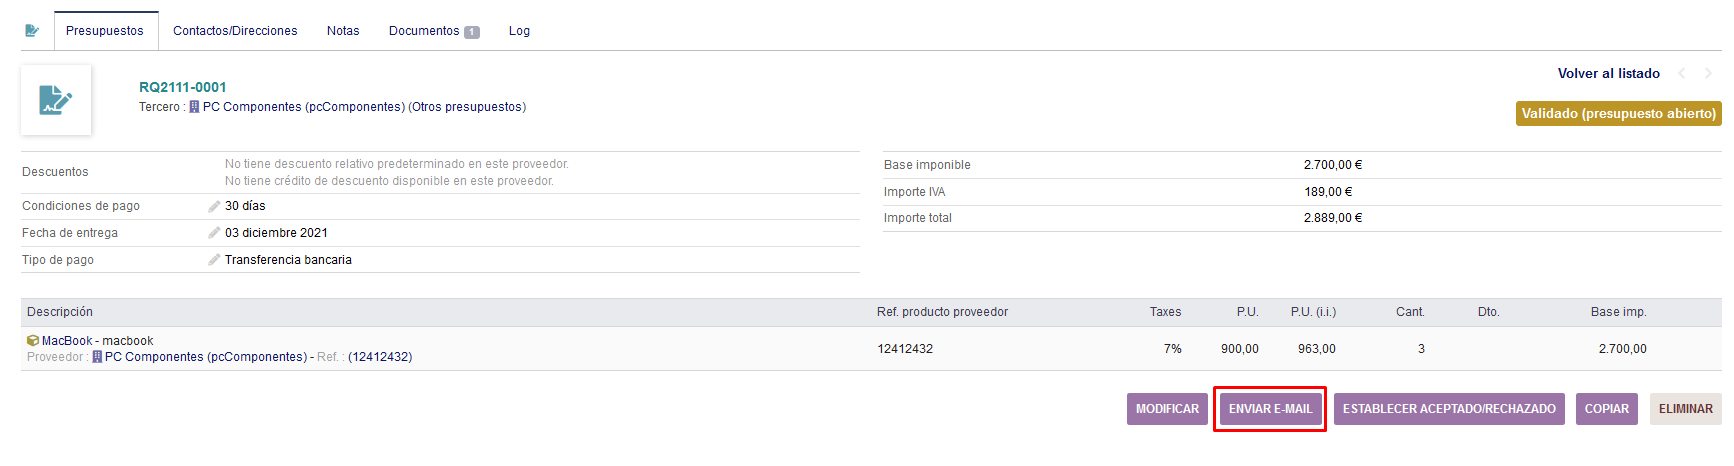 Presupuestos Contactos/Direcciones Notas Documentos 1 Log
RQ2111-0001
Tercero : PC Componentes (pcComponentes) (Otros presupuestos)
Volver al listado
Validado (presupuesto abierto)
Descuentos
No tiene descuento relativo predeterminado en este proveedor.
No tiene crédito de descuento disponible en este proveedor.
Condiciones de pago 30 días
Fecha de entrega 03 diciembre 2021
Tipo de pago Transferencia bancaria
Base imponible 2.700,00 €
Importe IVA 189,00 €
Importe total 2.889,00 €
Descripción Ref. producto proveedor Taxes P.U. P.U. (i.i.) Cant. Dto. Base imp.
MacBook - macbook
Proveedor : PC Componentes (pcComponentes) - Ref. : (12412432)
12412432 7% 900,00 963,00 3 2.700,00
MODIFICAR ENVIAR E-MAIL ESTABLECER ACEPTADO/RECHAZADO COPIAR ELIMINAR